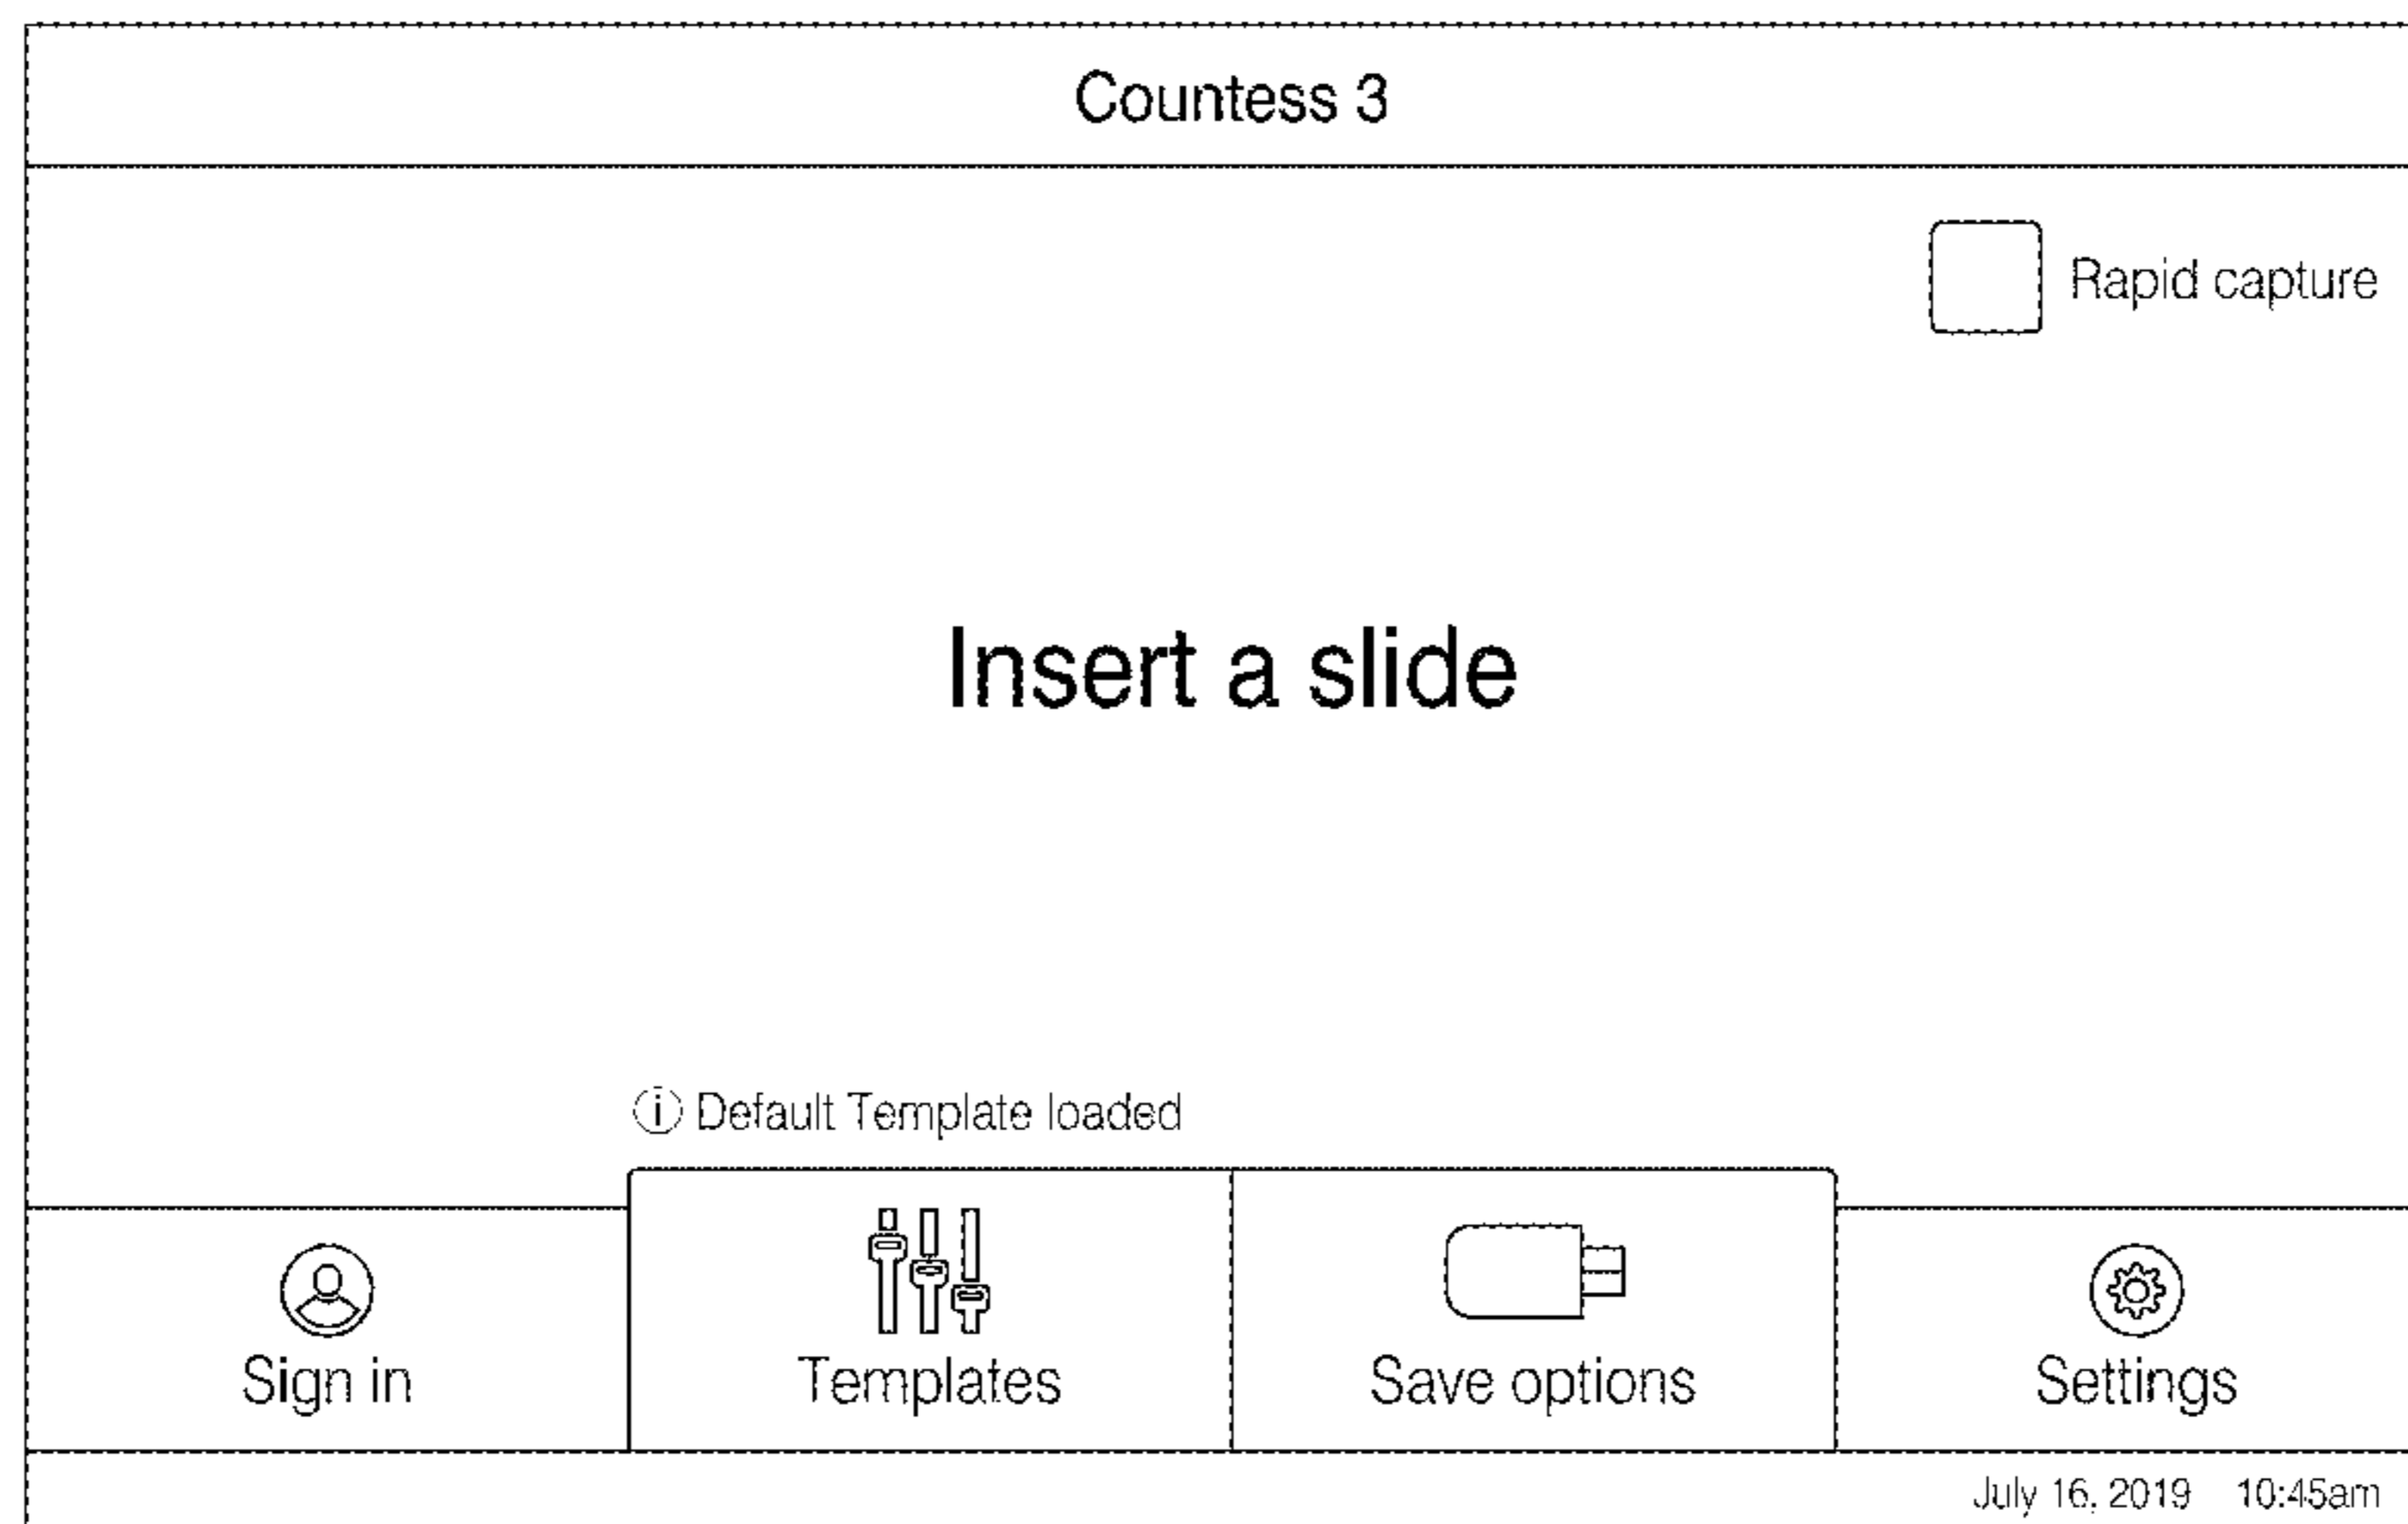 Countess 3
Rapid capture
Insert a slide
i Default Template loaded
Sign in
Templates
Save options
Settings
July 16, 2019 10:45am